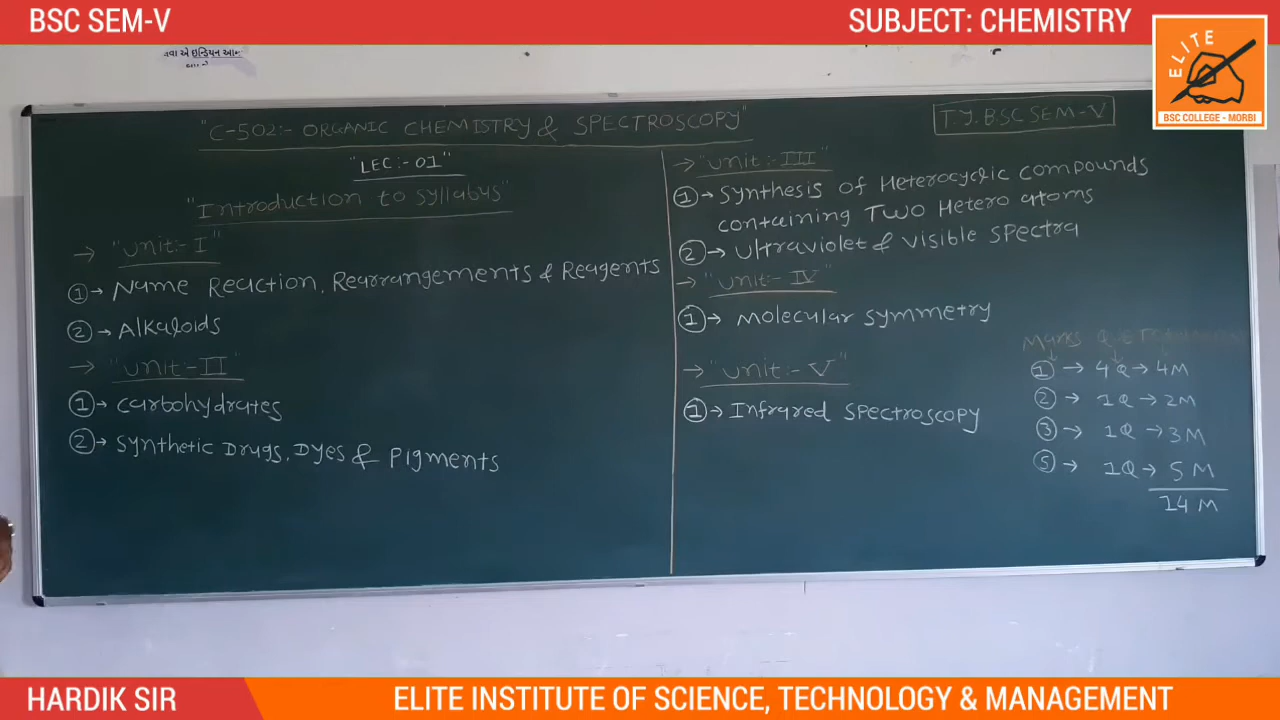 BSC SEM-V
SUBJECT: CHEMISTRY
ELITE
BSC COLLEGE - MORBI
"C-502:- ORGANIC CHEMISTRY & SPECTROSCOPY"
T.Y. BSC SEM-V
"LEC:- 01"
"Introduction to syllabus"
→ "Unit:- I"
① → Name Reaction, Rearrangements & Reagents
② → Alkaloids
→ "Unit:- II"
① → Carbohydrates
② → Synthetic Drugs, Dyes & Pigments
→ "Unit:- III"
① → Synthesis of Heterocyclic compounds
containing Two Hetero atoms
② → Ultraviolet & Visible Spectra
→ "Unit:- IV"
① → Molecular Symmetry
→ "Unit:- V"
① → Infrared Spectroscopy
Marks
① → 4Q → 4M
② → 1Q → 2M
③ → 1Q → 3M
⑤ → 1Q → 5M
14 M
HARDIK SIR
ELITE INSTITUTE OF SCIENCE, TECHNOLOGY & MANAGEMENT